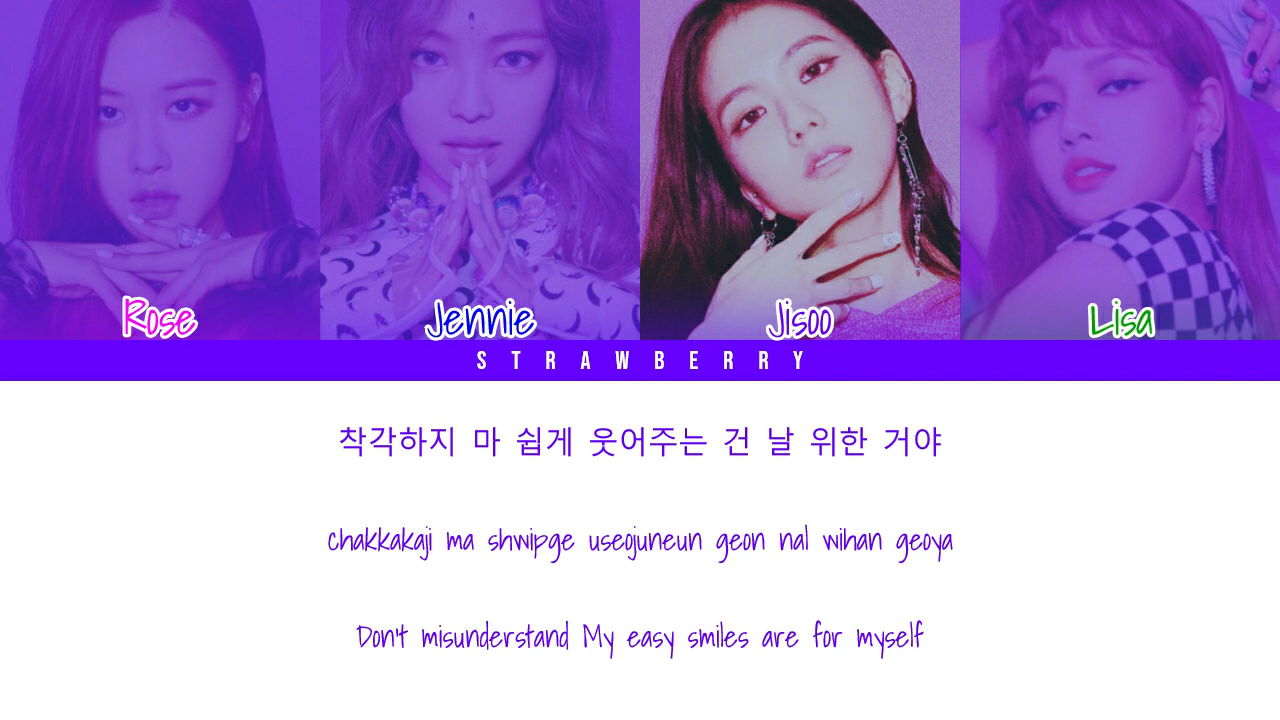 Rose
Jennie
Jisoo
Lisa
STRAWBERRY
착각하지 마 쉽게 웃어주는 건 날 위한 거야
chakkakaji ma shwipge useojuneun geon nal wihan geoya
Don't misunderstand My easy smiles are for myself